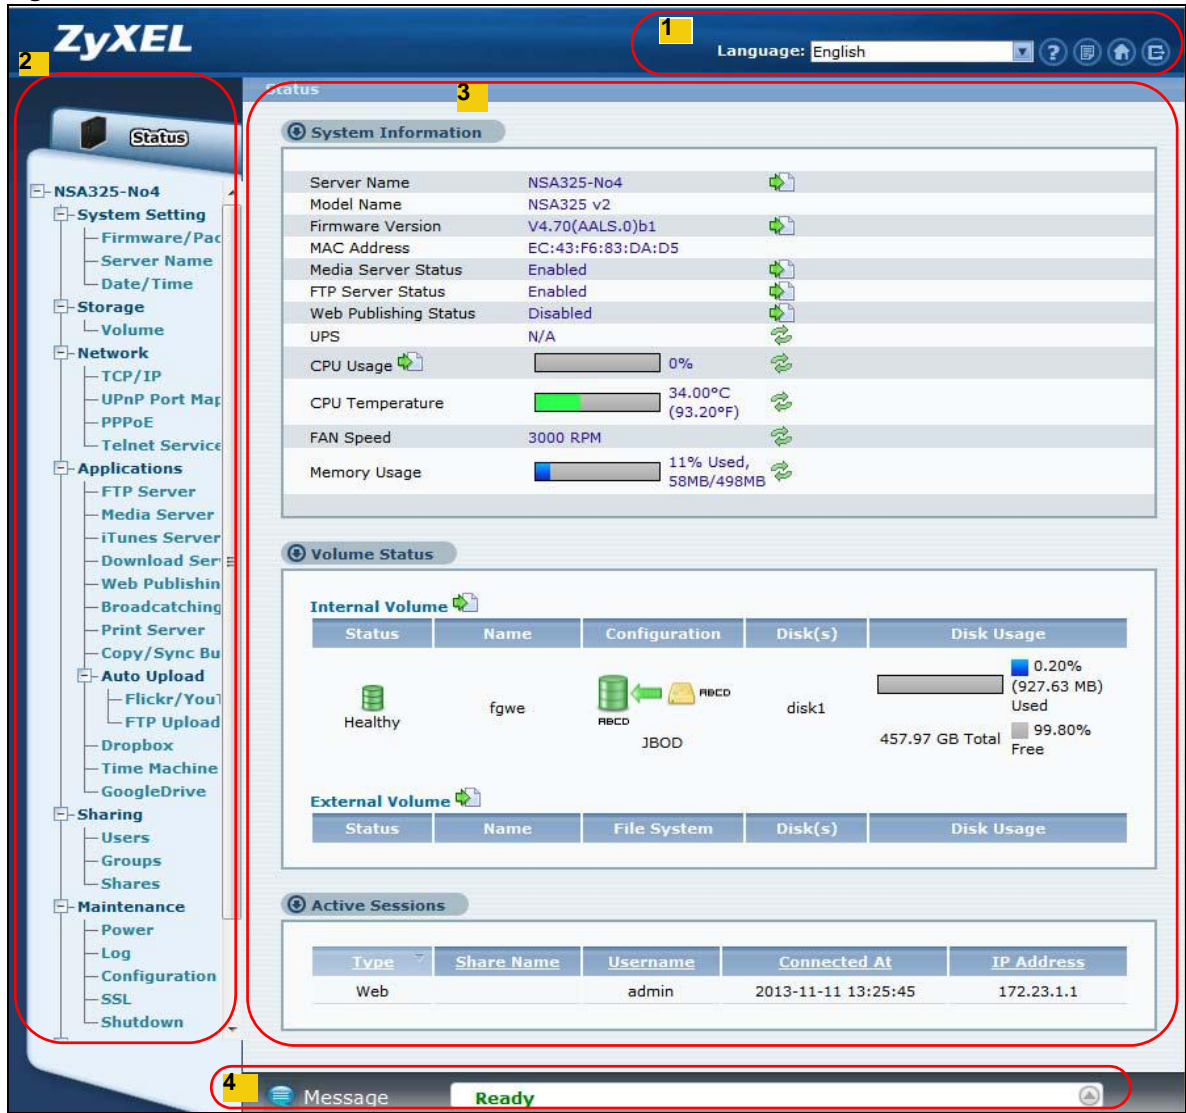 ZyXEL
1
Language: English
2
Status
Status
3
NSA325-No4
System Setting
Firmware/Pac
Server Name
Date/Time
Storage
Volume
Network
TCP/IP
UPnP Port Map
PPPoE
Telnet Service
Applications
FTP Server
Media Server
iTunes Server
Download Ser
Web Publishin
Broadcatching
Print Server
Copy/Sync Bu
Auto Upload
Flickr/YouT
FTP Upload
Dropbox
Time Machine
GoogleDrive
Sharing
Users
Groups
Shares
Maintenance
Power
Log
Configuration
SSL
Shutdown
System Information
Server Name NSA325-No4
Model Name NSA325 v2
Firmware Version V4.70(AALS.0)b1
MAC Address EC:43:F6:83:DA:D5
Media Server Status Enabled
FTP Server Status Enabled
Web Publishing Status Disabled
UPS N/A
CPU Usage 0%
CPU Temperature 34.00°C
(93.20°F)
FAN Speed 3000 RPM
Memory Usage 11% Used,
58MB/498MB
Volume Status
Internal Volume
Status Name Configuration Disk(s) Disk Usage
Healthy fgwe ABCD ABCD JBOD disk1 457.97 GB Total
0.20%
(927.63 MB)
Used
99.80%
Free
External Volume
Status Name File System Disk(s) Disk Usage
Active Sessions
Type Share Name Username Connected At IP Address
Web admin 2013-11-11 13:25:45 172.23.1.1
4
Message Ready